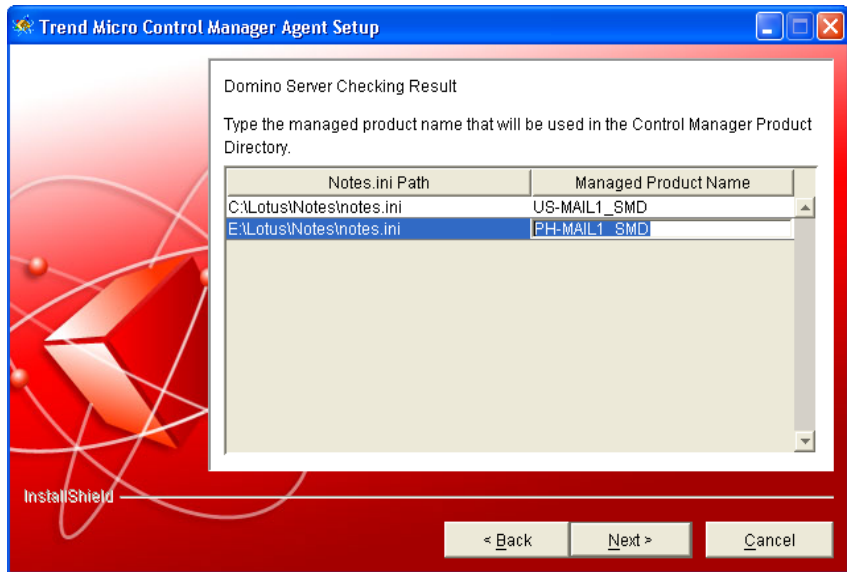 Trend Micro Control Manager Agent Setup
Domino Server Checking Result
Type the managed product name that will be used in the Control Manager Product
Directory.
Notes.ini Path Managed Product Name
C:\Lotus\Notes\notes.ini US-MAIL1_SMD
E:\Lotus\Notes\notes.ini PH-MAIL1_SMD
InstallShield
< Back Next > Cancel